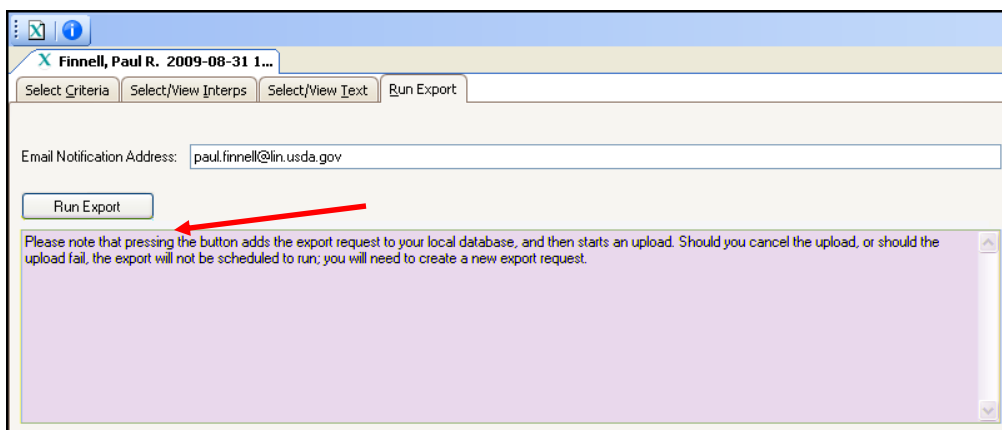 Finnell, Paul R. 2009-08-31 1...
Select Criteria Select/View Interps Select/View Text Run Export
Email Notification Address: paul.finnell@lin.usda.gov
Run Export
Please note that pressing the button adds the export request to your local database, and then starts an upload. Should you cancel the upload, or should the
upload fail, the export will not be scheduled to run; you will need to create a new export request.